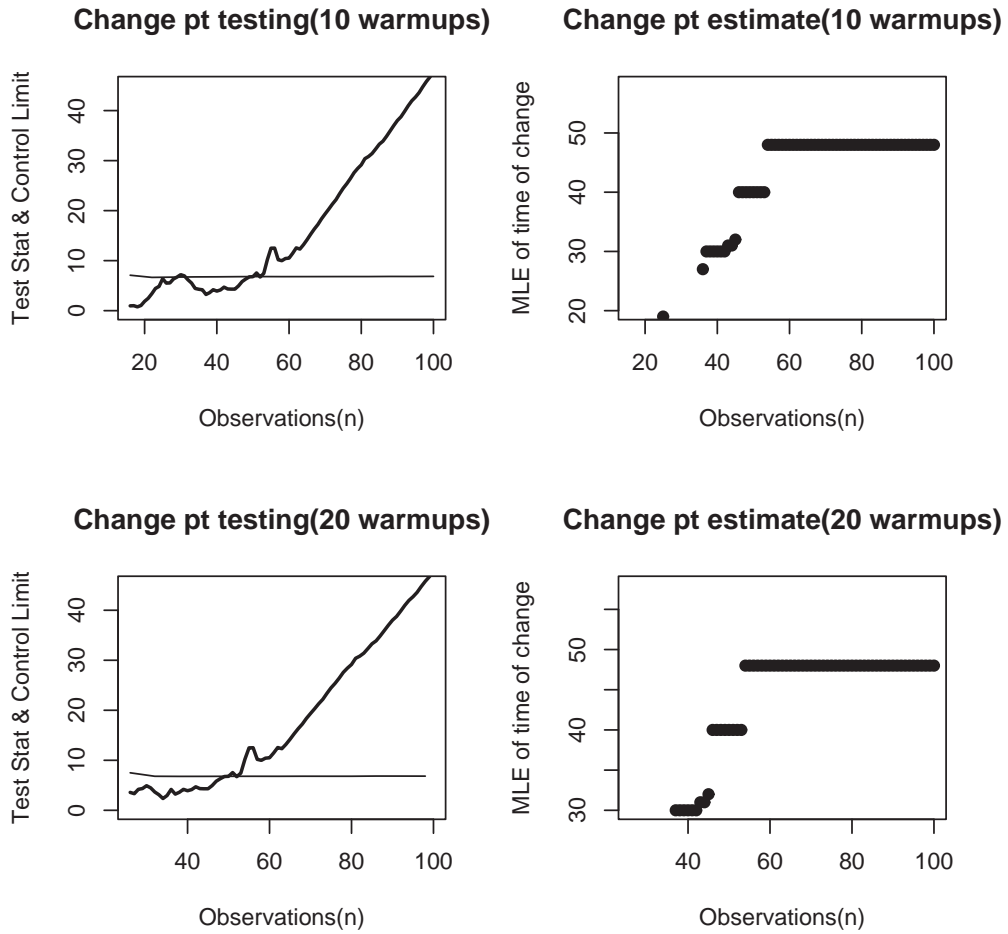 Change pt testing(10 warmups)
Test Stat & Control Limit
0 10 20 30 40
20 40 60 80 100
Observations(n)
Change pt estimate(10 warmups)
MLE of time of change
20 30 40 50
20 40 60 80 100
Observations(n)
Change pt testing(20 warmups)
Test Stat & Control Limit
0 10 20 30 40
40 60 80 100
Observations(n)
Change pt estimate(20 warmups)
MLE of time of change
30 40 50
40 60 80 100
Observations(n)